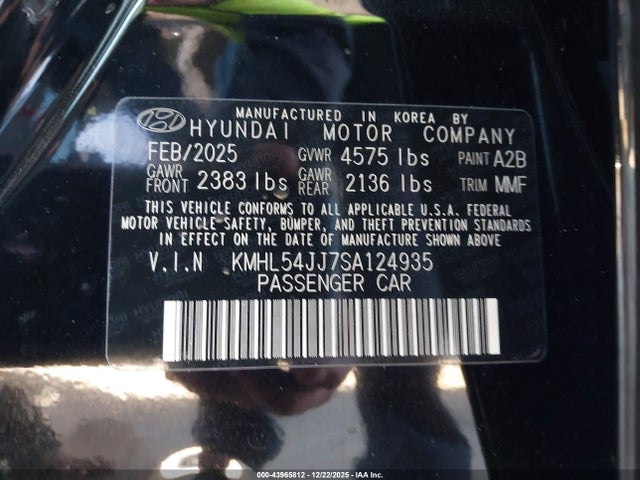 MANUFACTURED IN KOREA BY
HYUNDAI MOTOR COMPANY
FEB/2025 GVWR 4575 lbs PAINT A2B
GAWR FRONT 2383 lbs GAWR REAR 2136 lbs TRIM MMF
THIS VEHICLE CONFORMS TO ALL APPLICABLE U.S.A. FEDERAL
MOTOR VEHICLE SAFETY, BUMPER, AND THEFT PREVENTION STANDARDS
IN EFFECT ON THE DATE OF MANUFACTURE SHOWN ABOVE
V.I.N KMHL54JJ7SA124935
PASSENGER CAR
000-43965812 - 12/22/2025 - IAA Inc.